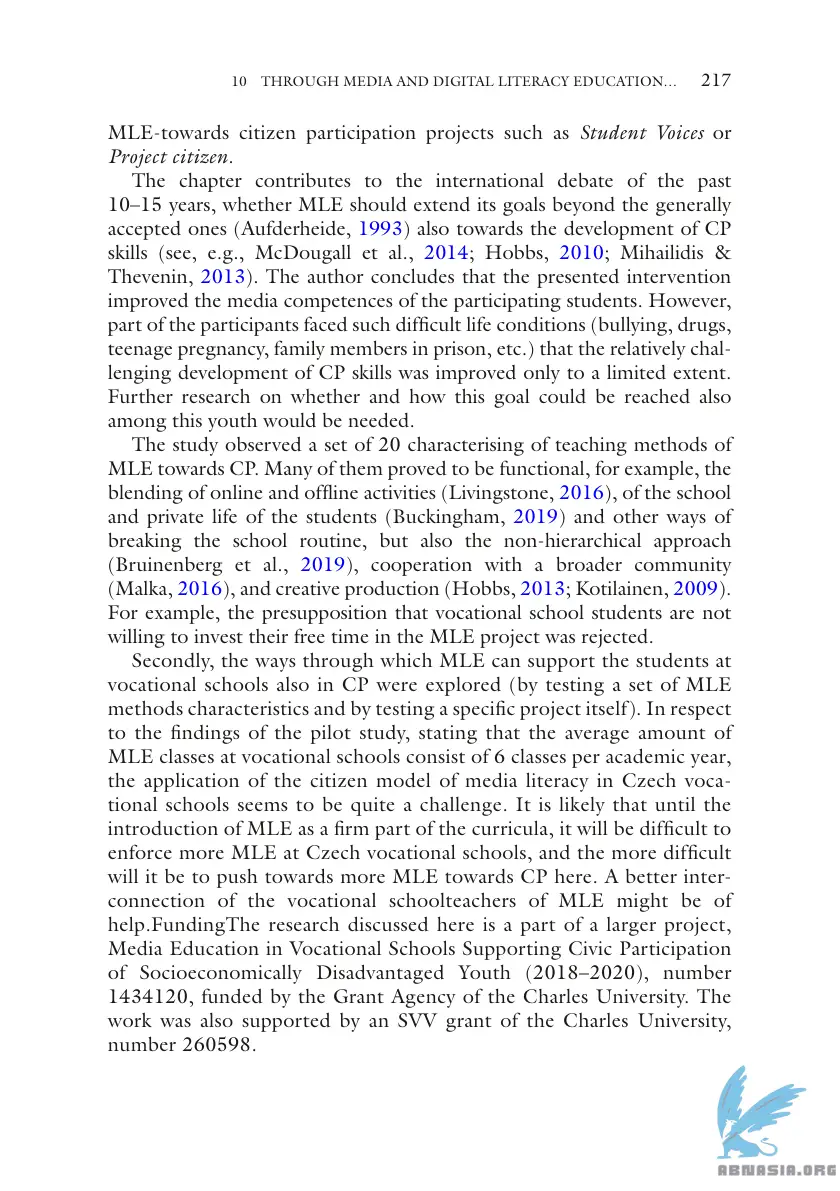 10 THROUGH MEDIA AND DIGITAL LITERACY EDUCATION… 217
MLE-towards citizen participation projects such as Student Voices or
Project citizen.
The chapter contributes to the international debate of the past
10–15 years, whether MLE should extend its goals beyond the generally
accepted ones (Aufderheide, 1993) also towards the development of CP
skills (see, e.g., McDougall et al., 2014; Hobbs, 2010; Mihailidis &
Thevenin, 2013). The author concludes that the presented intervention
improved the media competences of the participating students. However,
part of the participants faced such difficult life conditions (bullying, drugs,
teenage pregnancy, family members in prison, etc.) that the relatively chal-
lenging development of CP skills was improved only to a limited extent.
Further research on whether and how this goal could be reached also
among this youth would be needed.
The study observed a set of 20 characterising of teaching methods of
MLE towards CP. Many of them proved to be functional, for example, the
blending of online and offline activities (Livingstone, 2016), of the school
and private life of the students (Buckingham, 2019) and other ways of
breaking the school routine, but also the non-hierarchical approach
(Bruinenberg et al., 2019), cooperation with a broader community
(Malka, 2016), and creative production (Hobbs, 2013; Kotilainen, 2009).
For example, the presupposition that vocational school students are not
willing to invest their free time in the MLE project was rejected.
Secondly, the ways through which MLE can support the students at
vocational schools also in CP were explored (by testing a set of MLE
methods characteristics and by testing a specific project itself). In respect
to the findings of the pilot study, stating that the average amount of
MLE classes at vocational schools consist of 6 classes per academic year,
the application of the citizen model of media literacy in Czech voca-
tional schools seems to be quite a challenge. It is likely that until the
introduction of MLE as a firm part of the curricula, it will be difficult to
enforce more MLE at Czech vocational schools, and the more difficult
will it be to push towards more MLE towards CP here. A better inter-
connection of the vocational schoolteachers of MLE might be of
help.FundingThe research discussed here is a part of a larger project,
Media Education in Vocational Schools Supporting Civic Participation
of Socioeconomically Disadvantaged Youth (2018–2020), number
1434120, funded by the Grant Agency of the Charles University. The
work was also supported by an SVV grant of the Charles University,
number 260598.
ABNASIA.ORG